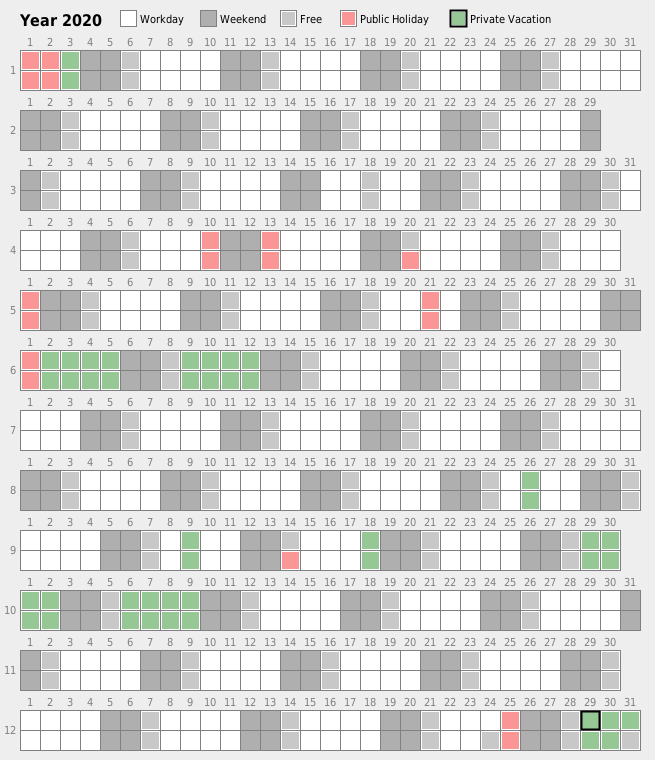 Year 2020 Workday Weekend Free Public Holiday Private Vacation
1 2 3 4 5 6 7 8 9 10 11 12 13 14 15 16 17 18 19 20 21 22 23 24 25 26 27 28 29 30 31
1
1 2 3 4 5 6 7 8 9 10 11 12 13 14 15 16 17 18 19 20 21 22 23 24 25 26 27 28 29
2
1 2 3 4 5 6 7 8 9 10 11 12 13 14 15 16 17 18 19 20 21 22 23 24 25 26 27 28 29 30 31
3
1 2 3 4 5 6 7 8 9 10 11 12 13 14 15 16 17 18 19 20 21 22 23 24 25 26 27 28 29 30
4
1 2 3 4 5 6 7 8 9 10 11 12 13 14 15 16 17 18 19 20 21 22 23 24 25 26 27 28 29 30 31
5
1 2 3 4 5 6 7 8 9 10 11 12 13 14 15 16 17 18 19 20 21 22 23 24 25 26 27 28 29 30
6
1 2 3 4 5 6 7 8 9 10 11 12 13 14 15 16 17 18 19 20 21 22 23 24 25 26 27 28 29 30 31
7
1 2 3 4 5 6 7 8 9 10 11 12 13 14 15 16 17 18 19 20 21 22 23 24 25 26 27 28 29 30 31
8
1 2 3 4 5 6 7 8 9 10 11 12 13 14 15 16 17 18 19 20 21 22 23 24 25 26 27 28 29 30
9
1 2 3 4 5 6 7 8 9 10 11 12 13 14 15 16 17 18 19 20 21 22 23 24 25 26 27 28 29 30 31
10
1 2 3 4 5 6 7 8 9 10 11 12 13 14 15 16 17 18 19 20 21 22 23 24 25 26 27 28 29 30
11
1 2 3 4 5 6 7 8 9 10 11 12 13 14 15 16 17 18 19 20 21 22 23 24 25 26 27 28 29 30 31
12